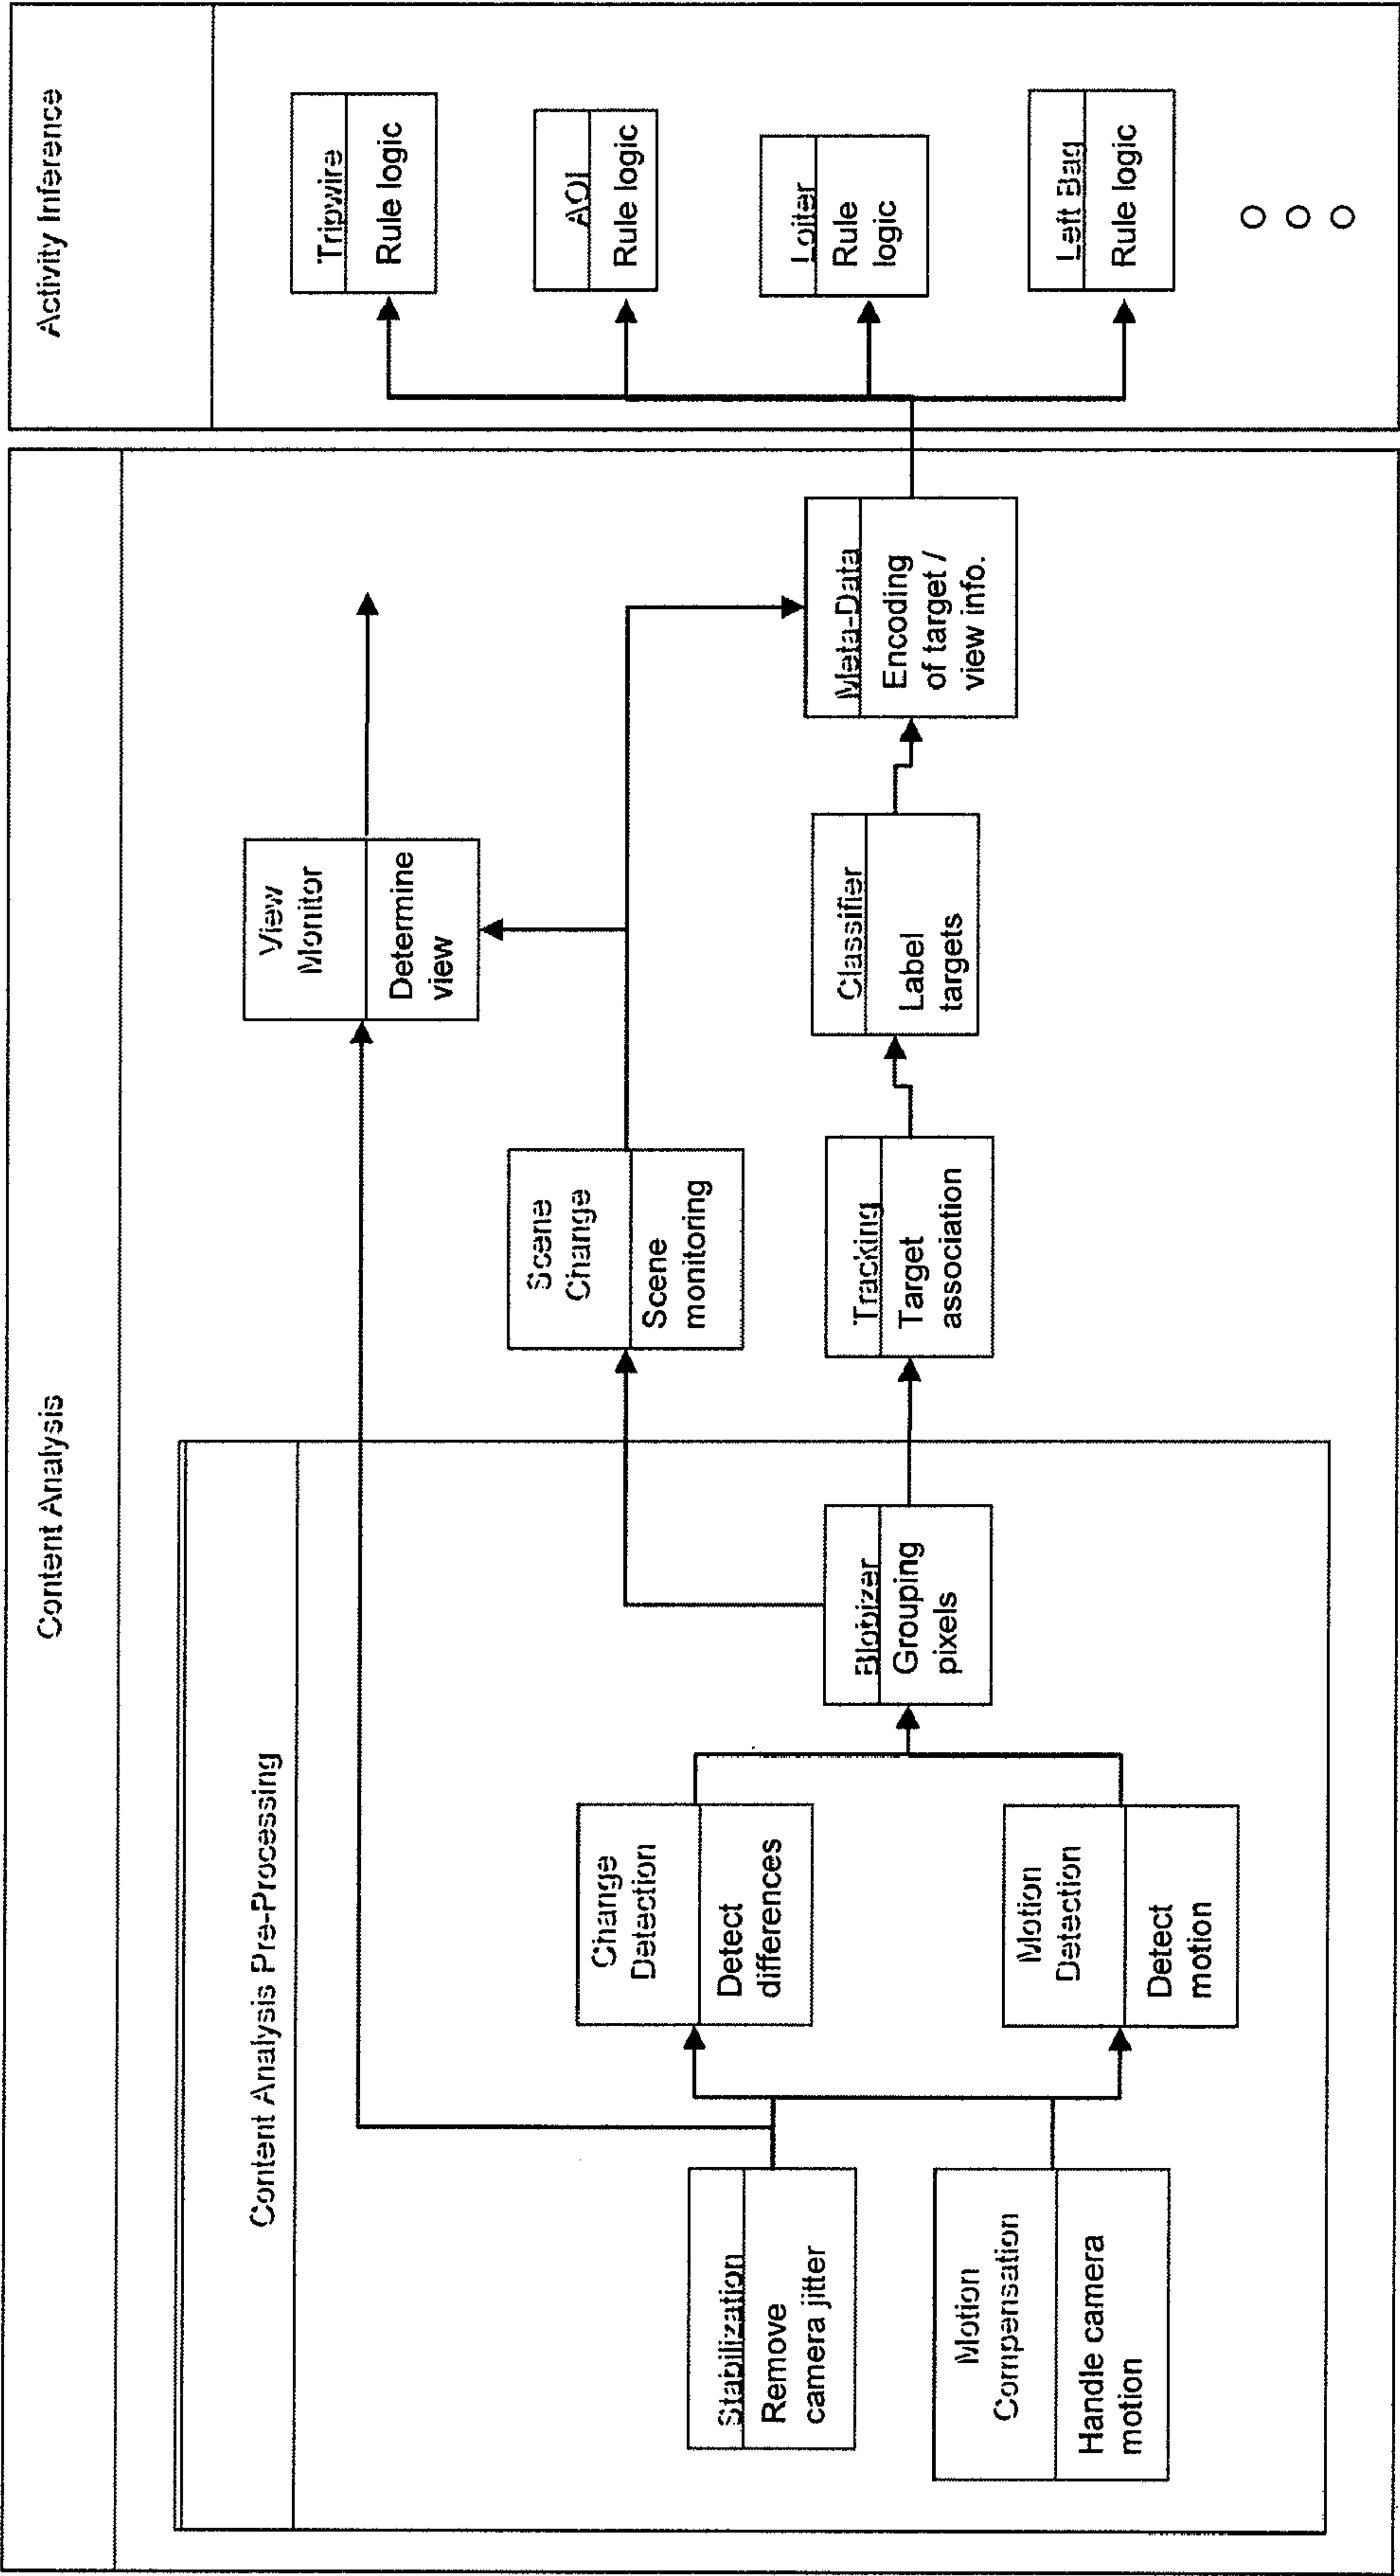 Content Analysis
Content Analysis Pre-Processing
Stabilization
Remove
camera jitter
Motion
Compensation
Handle camera
motion
Change
Detection
Detect
differences
Motion
Detection
Detect
motion
Blobizer
Grouping
pixels
Scene
Change
Scene
monitoring
Tracking
Target
association
View
Monitor
Determine
view
Classifier
Label
targets
Meta-Data
Encoding
of target /
view info.
Activity Inference
Tripwire
Rule logic
AOI
Rule logic
Loiter
Rule
logic
Left Bag
Rule logic